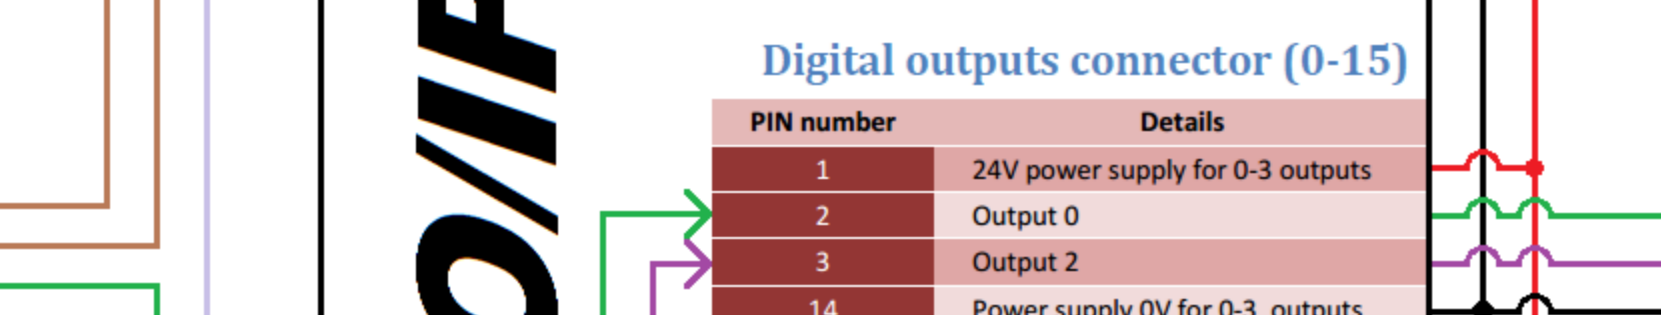 Digital outputs connector (0-15)
PIN number Details
1 24V power supply for 0-3 outputs
2 Output 0
3 Output 2
14 Power supply 0V for 0-3 outputs